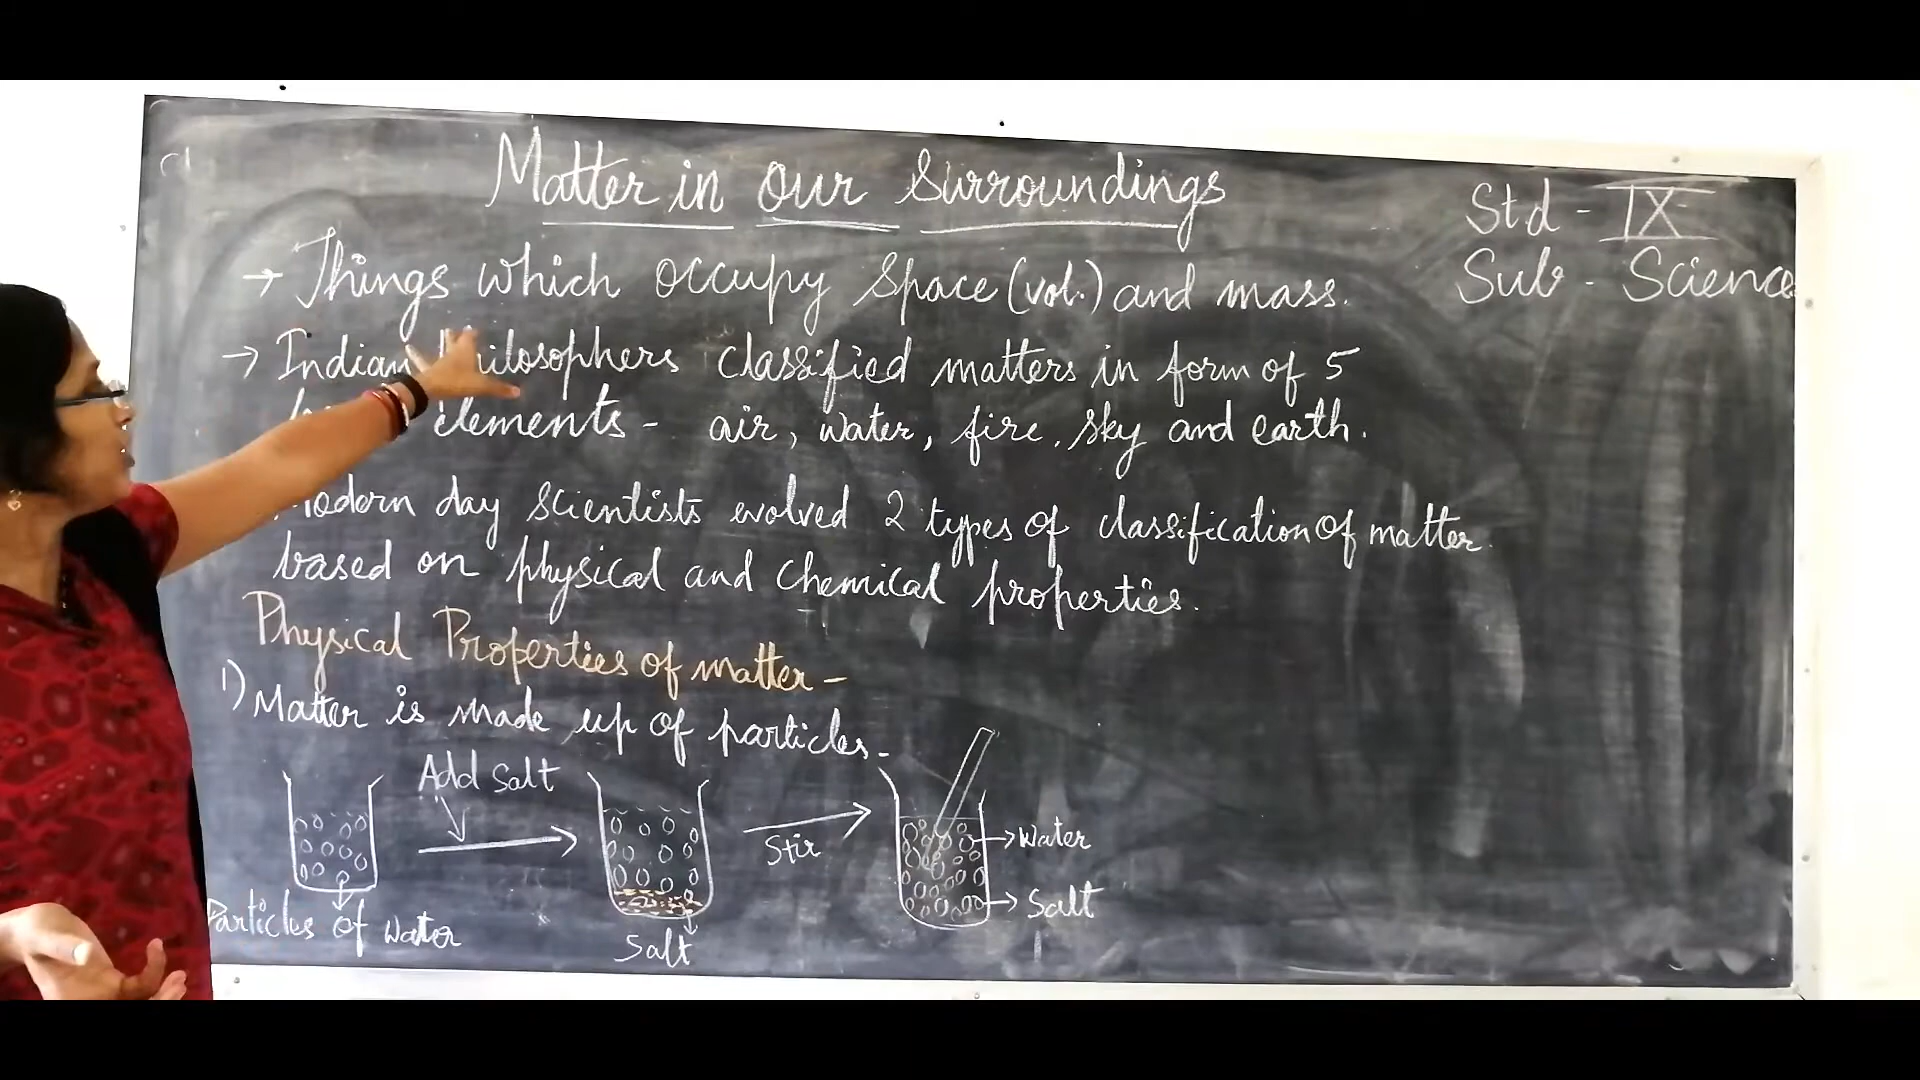 Matter in our Surroundings
Std - IX
Sub - Science
→ Things which occupy space (vol.) and mass.
→ Indian classified matters in form of 5
elements - air, water, fire, sky and earth.
Modern day scientists evolved 2 types of classification of matter.
based on physical and chemical properties.
Physical Properties of matter -
1) Matter is made up of particles -
Add Salt
Stir
Water
Salt
Particles of water
Salt